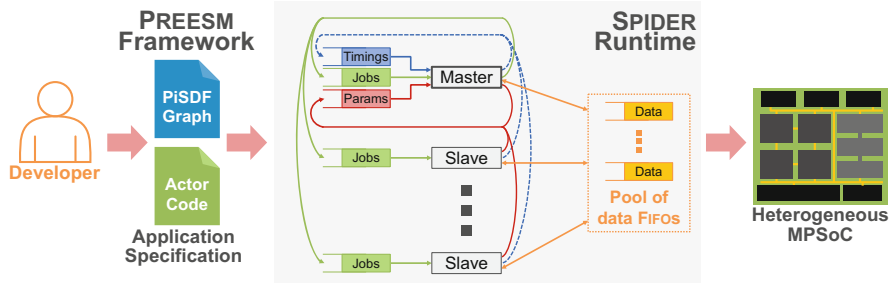 PREESM
Framework
SPIDER
Runtime
Developer
PiSDF
Graph
Actor
Code
Application
Specification
Timings
Jobs
Params
Master
Jobs
Slave
Jobs
Slave
Data
Data
Pool of
data FIFOs
Heterogeneous
MPSoC